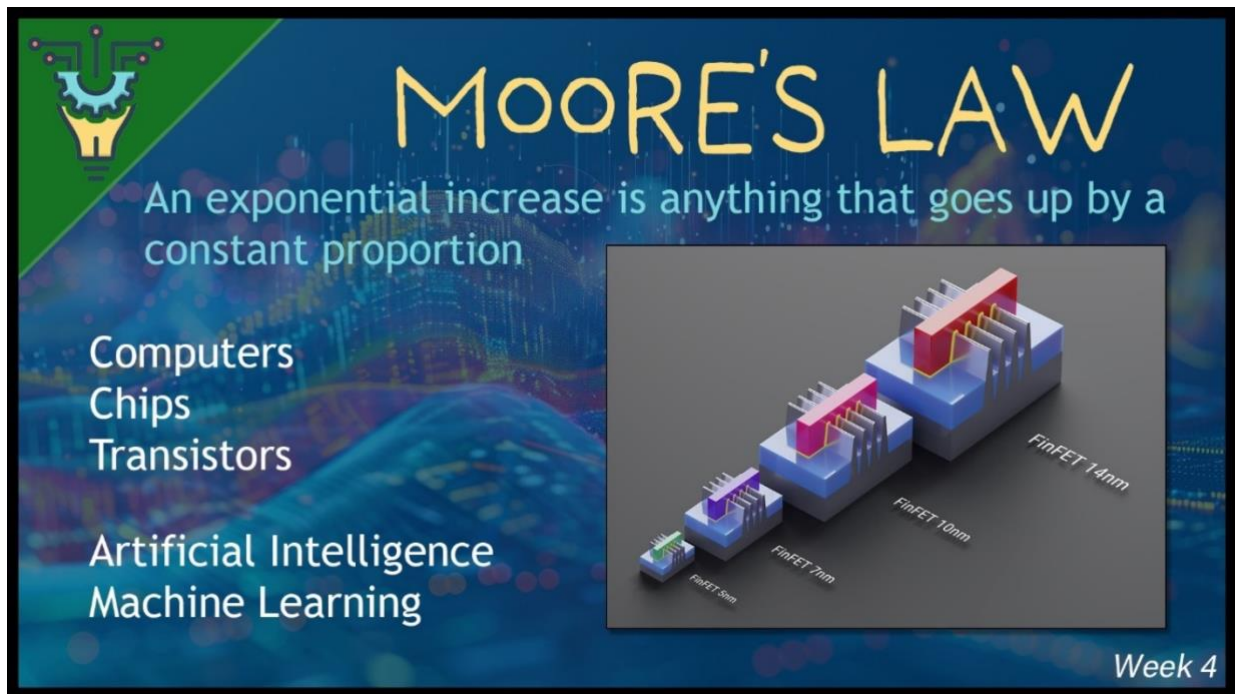 MOORE'S LAW
An exponential increase is anything that goes up by a
constant proportion
Computers
Chips
Transistors
Artificial Intelligence
Machine Learning
FinFET 14nm
FinFET 10nm
FinFET 7nm
FinFET 5nm
Week 4